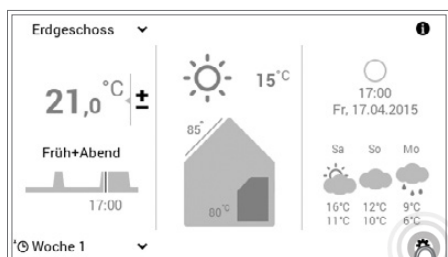 Erdgeschoss
21,0 °C ±
Früh+Abend
17:00
Woche 1
15°C
85°
80°C
17:00
Fr, 17.04.2015
Sa So Mo
16°C 12°C 9°C
11°C 10°C 6°C